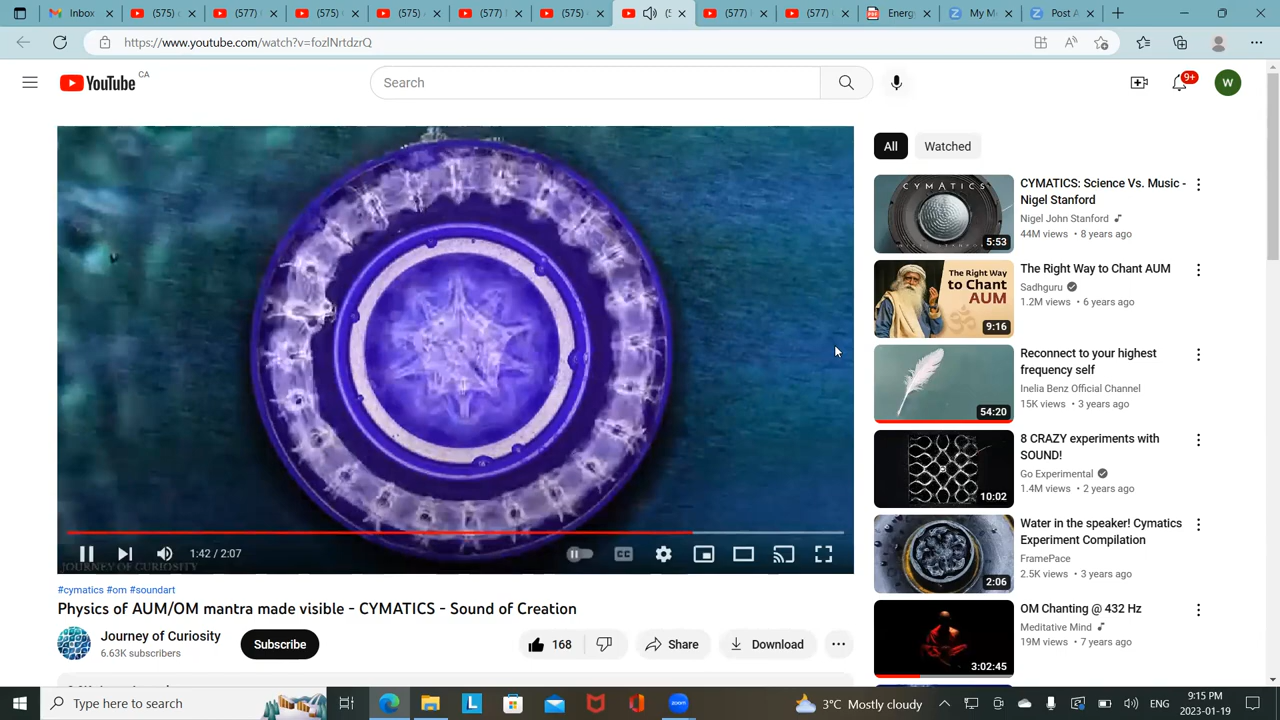 Inbox
(575)
(577)
(575)
(575)
(577)
(575)
(577)
(577)
Energ
My M
Post A
https://www.youtube.com/watch?v=fozlNrtdzrQ
YouTube CA
Search
9+
W
All
Watched
CYMATICS
NIGEL STANFORD
5:53
CYMATICS: Science Vs. Music -
Nigel Stanford
Nigel John Stanford
44M views • 8 years ago
The Right Way
to Chant
AUM
9:16
The Right Way to Chant AUM
Sadhguru
1.2M views • 6 years ago
54:20
Reconnect to your highest
frequency self
Inelia Benz Official Channel
15K views • 3 years ago
10:02
8 CRAZY experiments with
SOUND!
Go Experimental
1.4M views • 2 years ago
2:06
Water in the speaker! Cymatics
Experiment Compilation
FramePace
2.5K views • 3 years ago
3:02:45
OM Chanting @ 432 Hz
Meditative Mind
19M views • 7 years ago
1:42 / 2:07
CC
JOURNEY OF CURIOSITY
#cymatics #om #soundart
Physics of AUM/OM mantra made visible - CYMATICS - Sound of Creation
Journey of Curiosity
6.63K subscribers
Subscribe
168
Share
Download
Type here to search
L
zoom
3°C Mostly cloudy
ENG
9:15 PM
2023-01-19